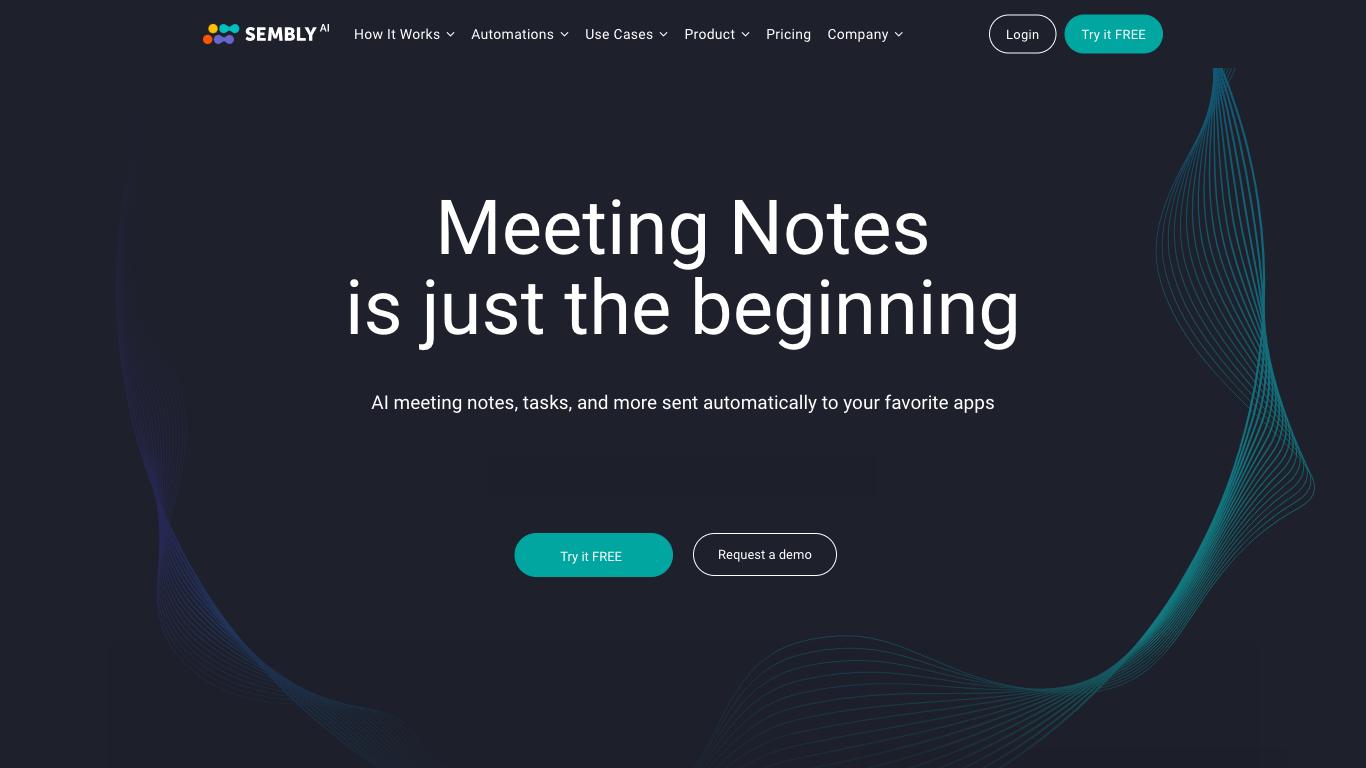 SEMBLY AI
How It Works
Automations
Use Cases
Product
Pricing
Company
Login
Try it FREE
Meeting Notes
is just the beginning
AI meeting notes, tasks, and more sent automatically to your favorite apps
Try it FREE
Request a demo